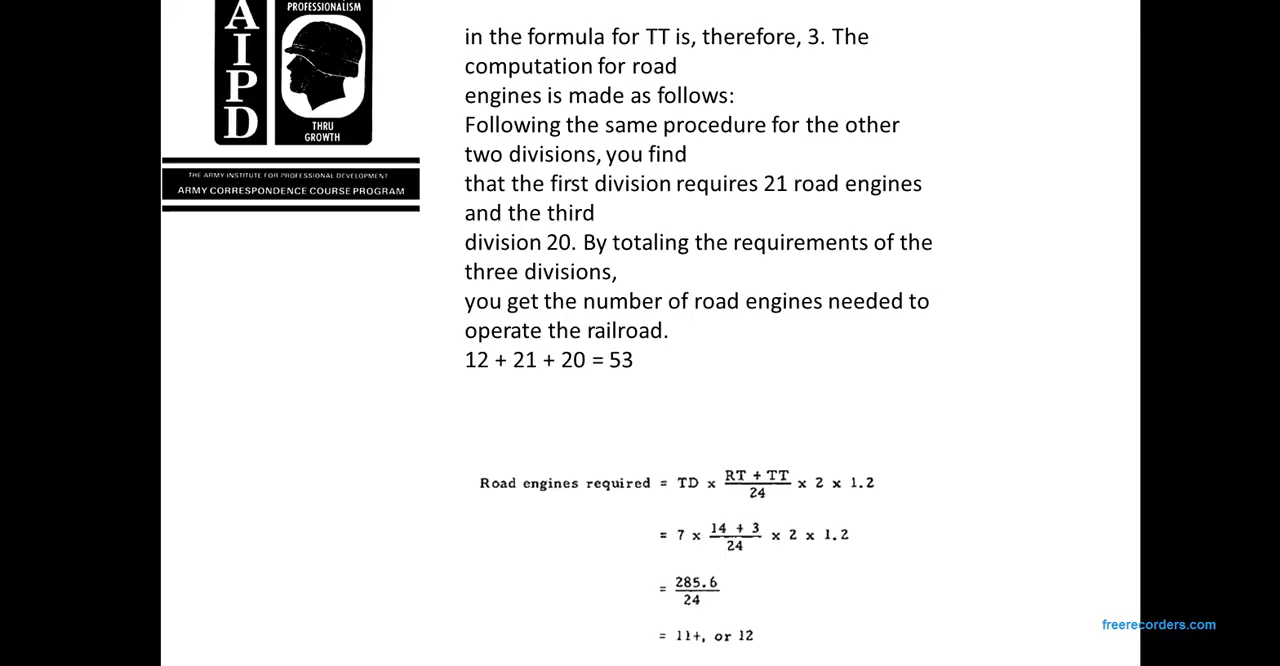 A
I
P
D
PROFESSIONALISM
THRU
GROWTH
THE ARMY INSTITUTE FOR PROFESSIONAL DEVELOPMENT
ARMY CORRESPONDENCE COURSE PROGRAM
in the formula for TT is, therefore, 3. The
computation for road
engines is made as follows:
Following the same procedure for the other
two divisions, you find
that the first division requires 21 road engines
and the third
division 20. By totaling the requirements of the
three divisions,
you get the number of road engines needed to
operate the railroad.
12 + 21 + 20 = 53
Road engines required = TD x RT + TT / 24 x 2 x 1.2
= 7 x 14 + 3 / 24 x 2 x 1.2
= 285.6 / 24
= 11+, or 12
freerecorders.com